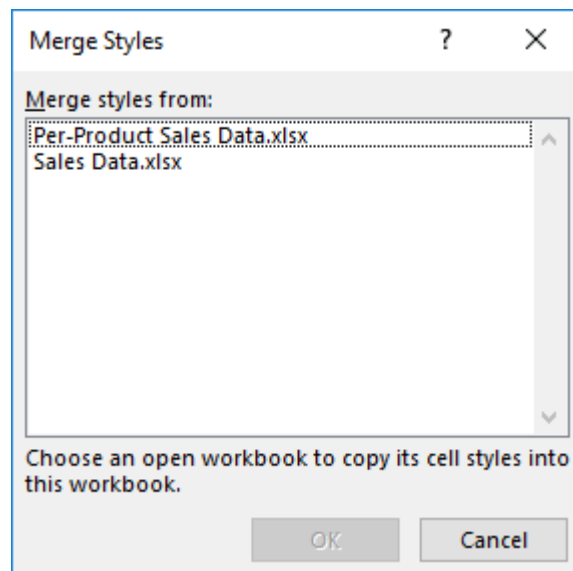 Merge Styles ?
Merge styles from:
Per-Product Sales Data.xlsx
Sales Data.xlsx
Choose an open workbook to copy its cell styles into
this workbook.
OK Cancel